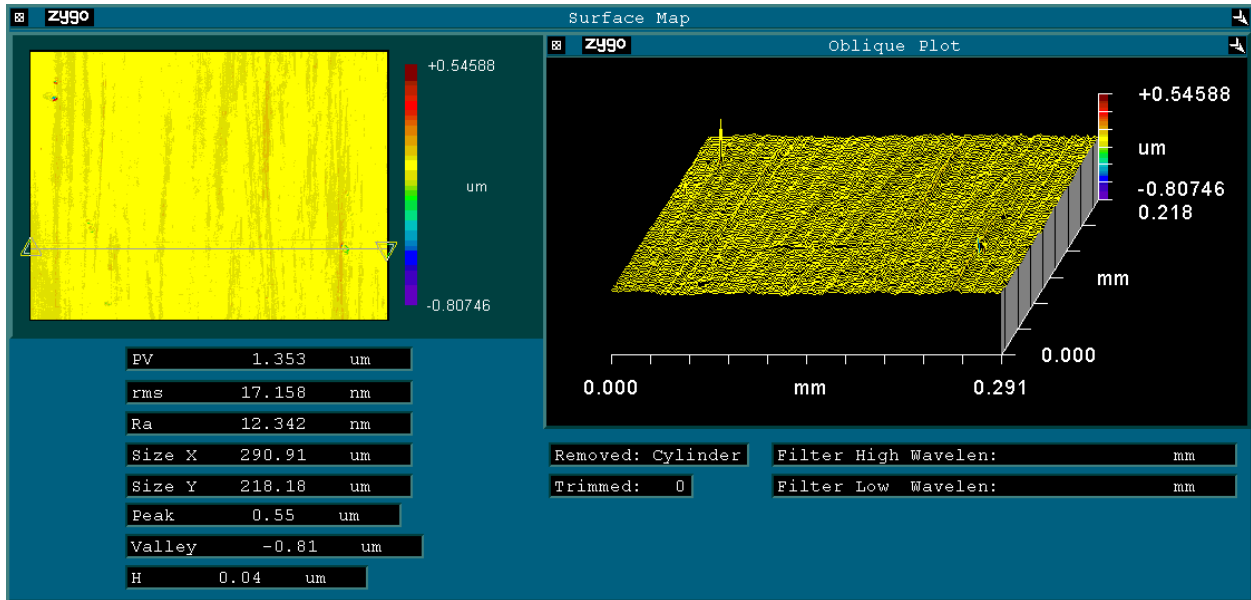 zygo Surface Map
+0.54588
um
-0.80746
zygo Oblique Plot
+0.54588
um
-0.80746
0.218
mm
0.000
0.000 mm 0.291
PV 1.353 um
rms 17.158 nm
Ra 12.342 nm
Size X 290.91 um
Size Y 218.18 um
Peak 0.55 um
Valley -0.81 um
H 0.04 um
Removed: Cylinder
Trimmed: 0
Filter High Wavelen: mm
Filter Low Wavelen: mm